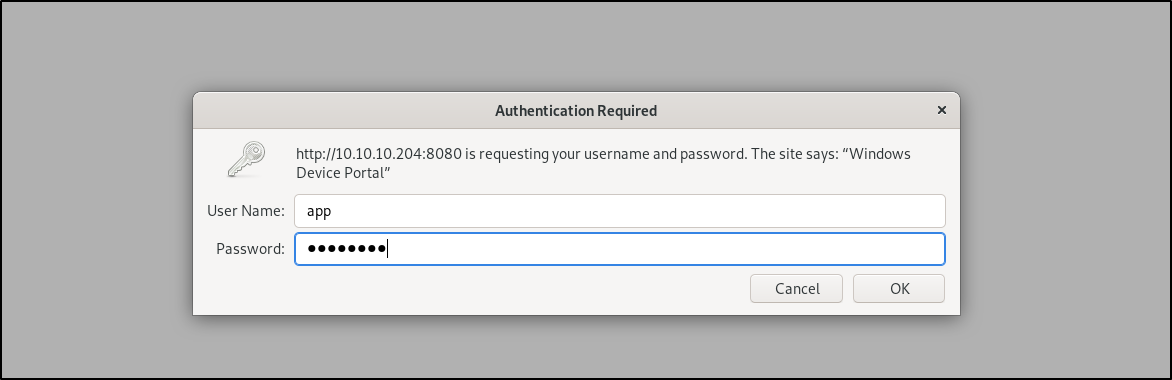 Authentication Required
×
http://10.10.10.204:8080 is requesting your username and password. The site says: “Windows
Device Portal”
User Name: app
Password: ●●●●●●●●
Cancel OK